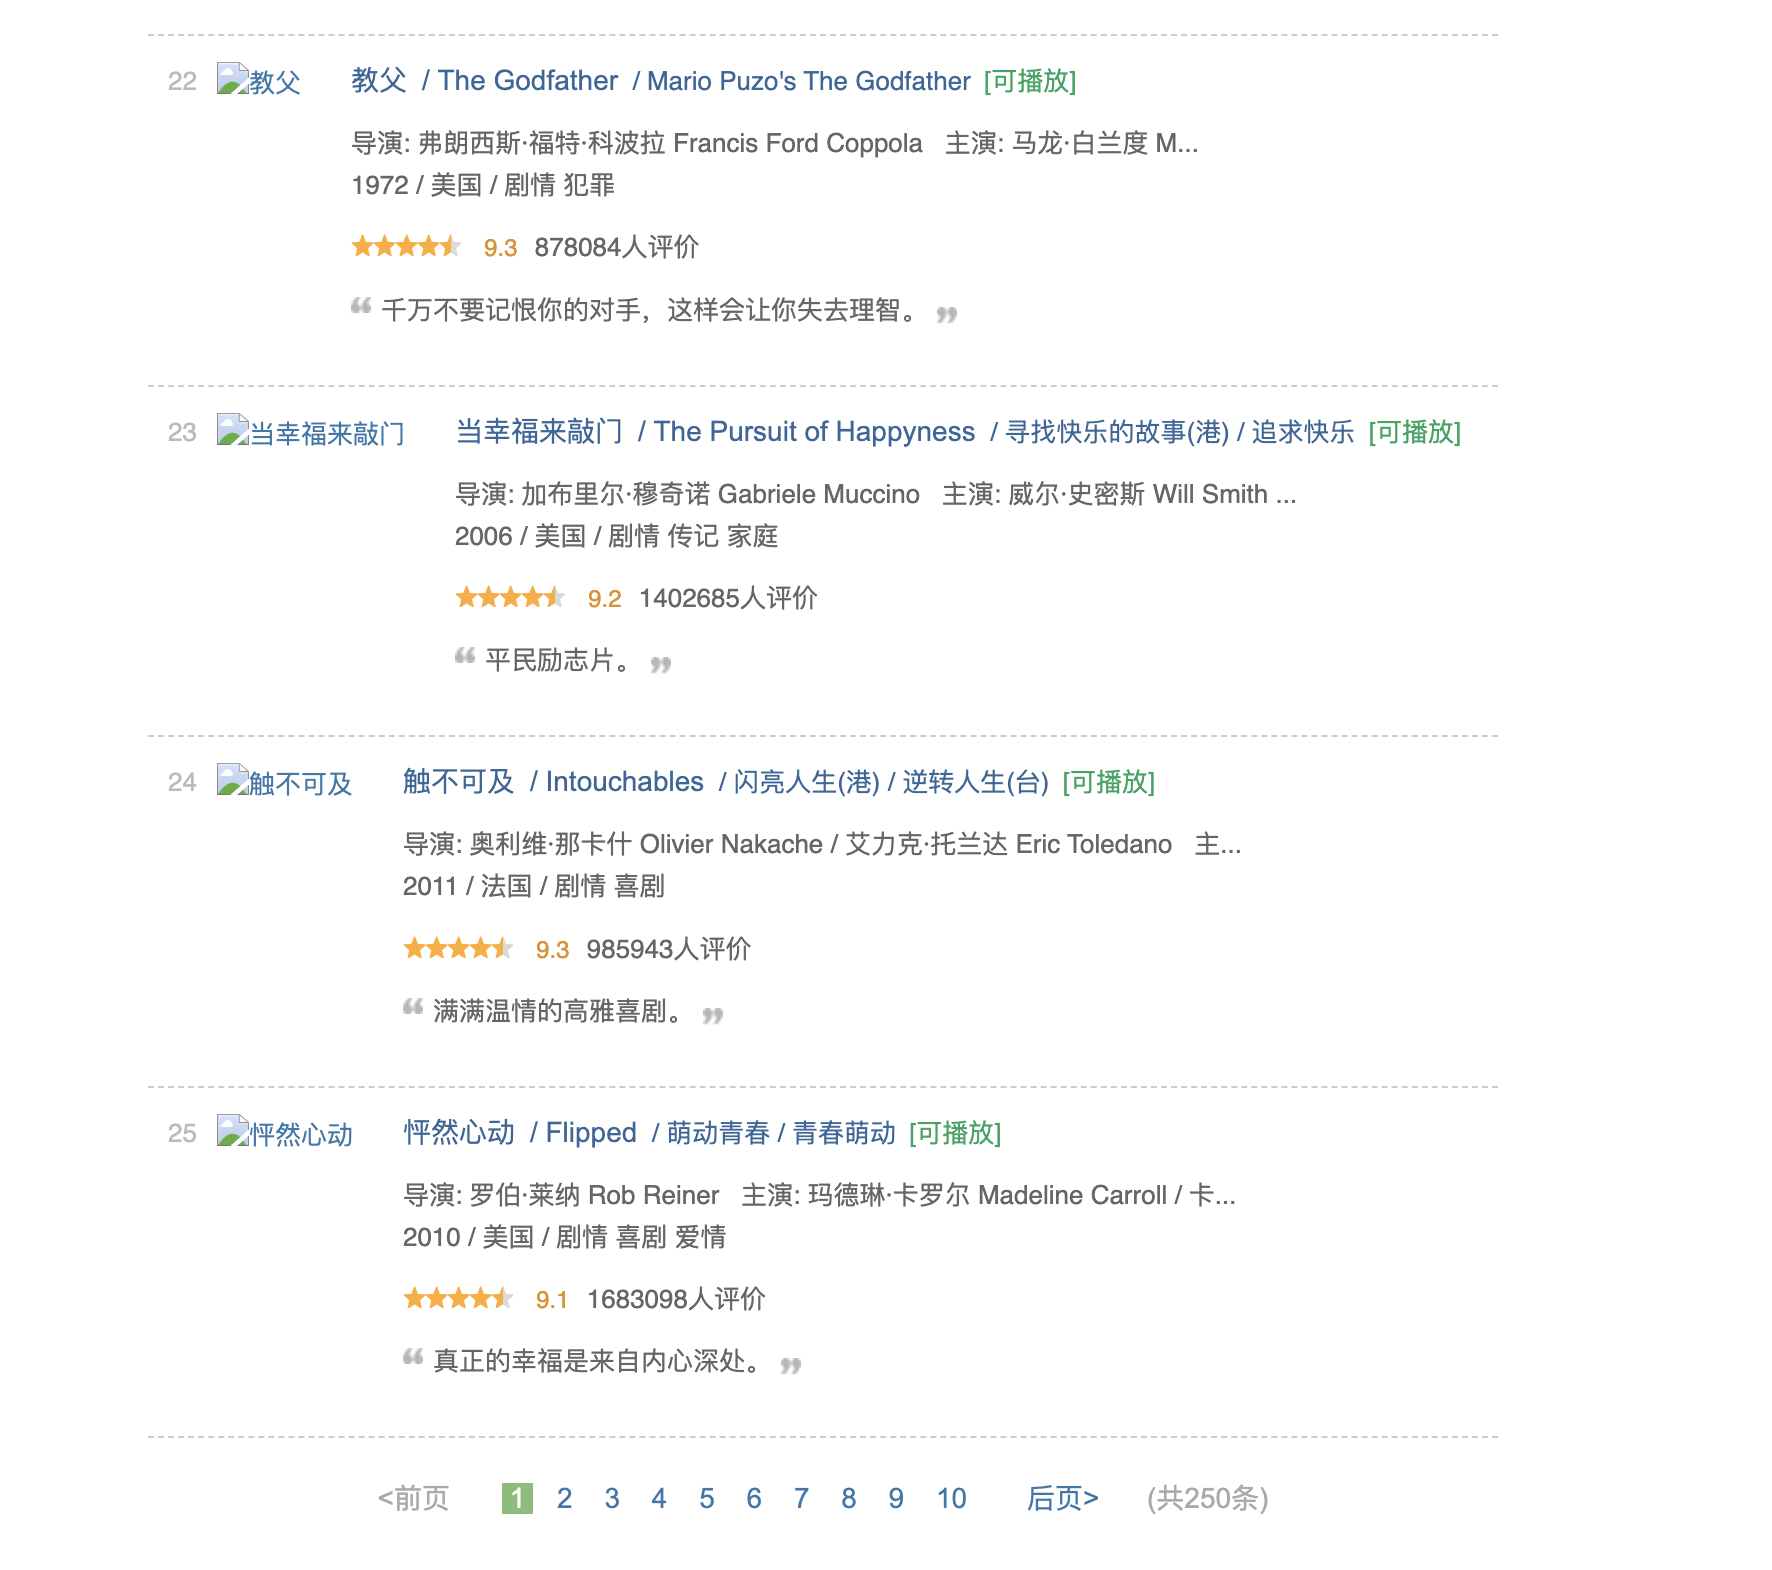 22 教父 教父 / The Godfather / Mario Puzo's The Godfather [可播放]
导演: 弗朗西斯·福特·科波拉 Francis Ford Coppola 主演: 马龙·白兰度 M...
1972 / 美国 / 剧情 犯罪
9.3 878084人评价
“ 千万不要记恨你的对手，这样会让你失去理智。 ”
23 当幸福来敲门 当幸福来敲门 / The Pursuit of Happyness / 寻找快乐的故事(港) / 追求快乐 [可播放]
导演: 加布里尔·穆奇诺 Gabriele Muccino 主演: 威尔·史密斯 Will Smith ...
2006 / 美国 / 剧情 传记 家庭
9.2 1402685人评价
“ 平民励志片。 ”
24 触不可及 触不可及 / Intouchables / 闪亮人生(港) / 逆转人生(台) [可播放]
导演: 奥利维·那卡什 Olivier Nakache / 艾力克·托兰达 Eric Toledano 主...
2011 / 法国 / 剧情 喜剧
9.3 985943人评价
“ 满满温情的高雅喜剧。 ”
25 怦然心动 怦然心动 / Flipped / 萌动青春 / 青春萌动 [可播放]
导演: 罗伯·莱纳 Rob Reiner 主演: 玛德琳·卡罗尔 Madeline Carroll / 卡...
2010 / 美国 / 剧情 喜剧 爱情
9.1 1683098人评价
“ 真正的幸福是来自内心深处。 ”
<前页 1 2 3 4 5 6 7 8 9 10 后页> (共250条)